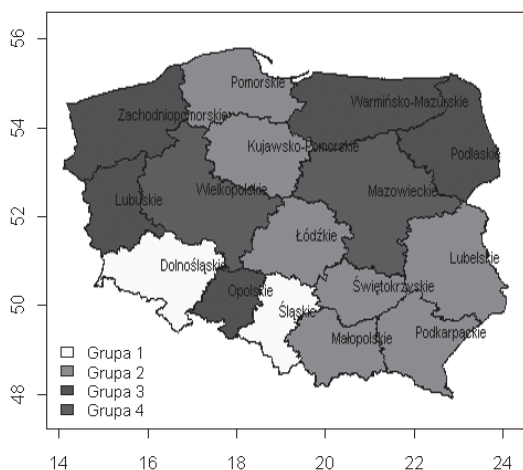 56
54
52
50
48
Pomorskie
Warmińsko-Mazurskie
Zachodniopomorskie
Kujawsko-Pomorskie
Podlaskie
Wielkopolskie
Mazowieckie
Lubuskie
Łódzkie
Lubelskie
Dolnośląskie
Opolskie
Świętokrzyskie
Śląskie
Małopolskie
Podkarpackie
Grupa 1
Grupa 2
Grupa 3
Grupa 4
14 16 18 20 22 24